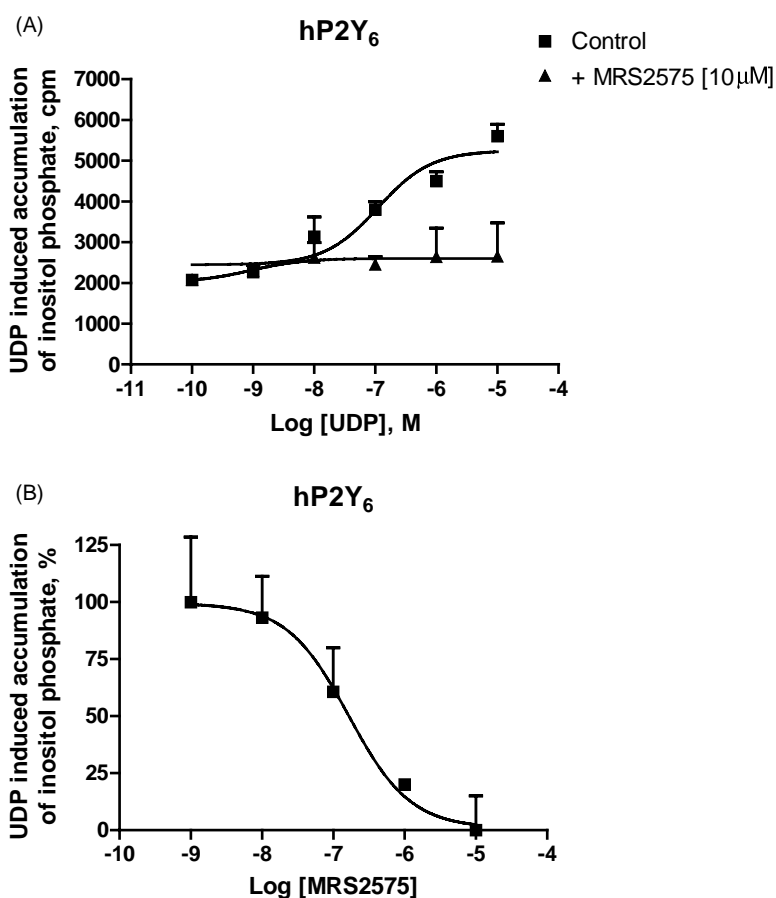 (A)
hP2Y₆
■ Control
▲ + MRS2575 [10μM]
UDP induced accumulation
of inositol phosphate, cpm
7000
6000
5000
4000
3000
2000
1000
0
-11 -10 -9 -8 -7 -6 -5 -4
Log [UDP], M
(B)
hP2Y₆
UDP induced accumulation
of inositol phosphate, %
125
100
75
50
25
0
-10 -9 -8 -7 -6 -5 -4
Log [MRS2575]